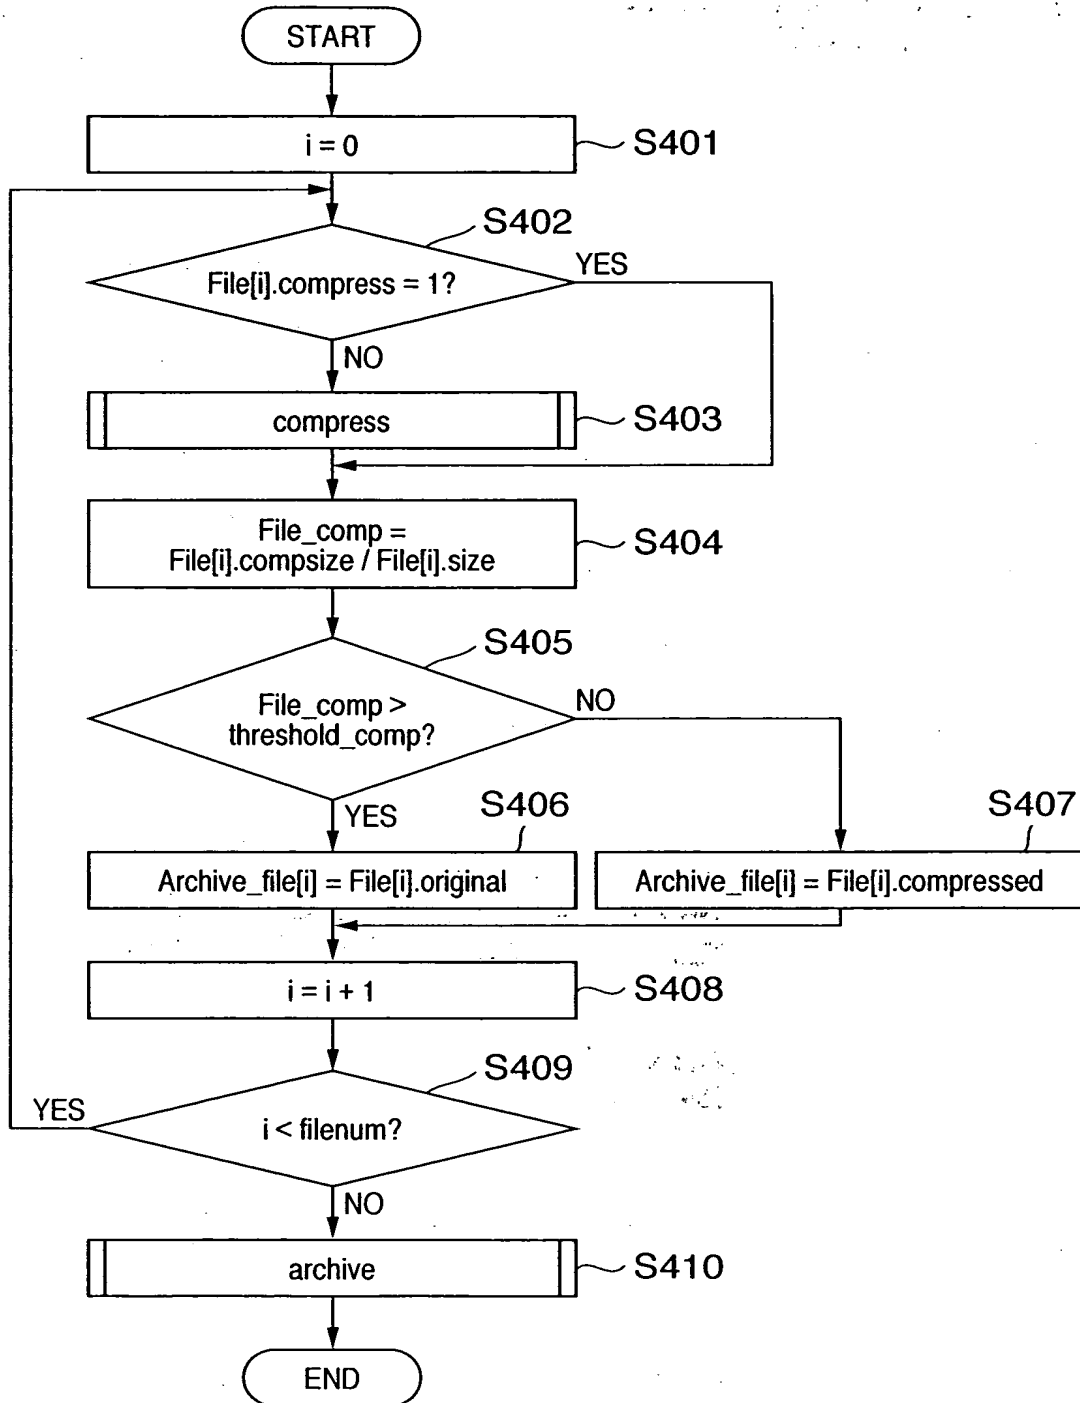 START
i = 0
S401
S402
File[i].compress = 1?
YES
NO
compress
S403
File_comp =
File[i].compsize / File[i].size
S404
S405
File_comp >
threshold_comp?
NO
YES
S406
S407
Archive_file[i] = File[i].original
Archive_file[i] = File[i].compressed
i = i + 1
S408
S409
YES
i < filenum?
NO
archive
S410
END